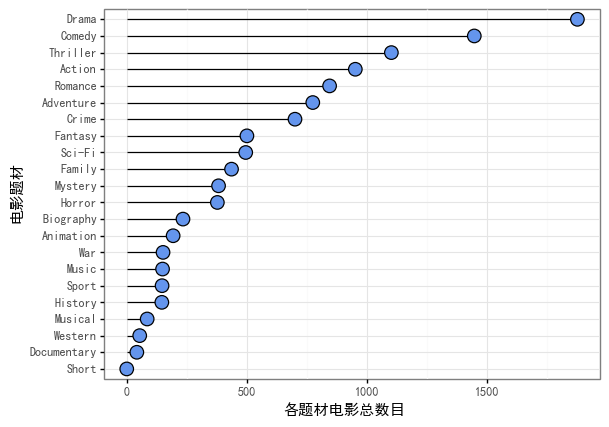 Drama
Comedy
Thriller
Action
Romance
Adventure
Crime
Fantasy
Sci-Fi
Family
Mystery
Horror
Biography
Animation
War
Music
Sport
History
Musical
Western
Documentary
Short
电影题材
0 500 1000 1500
各题材电影总数目